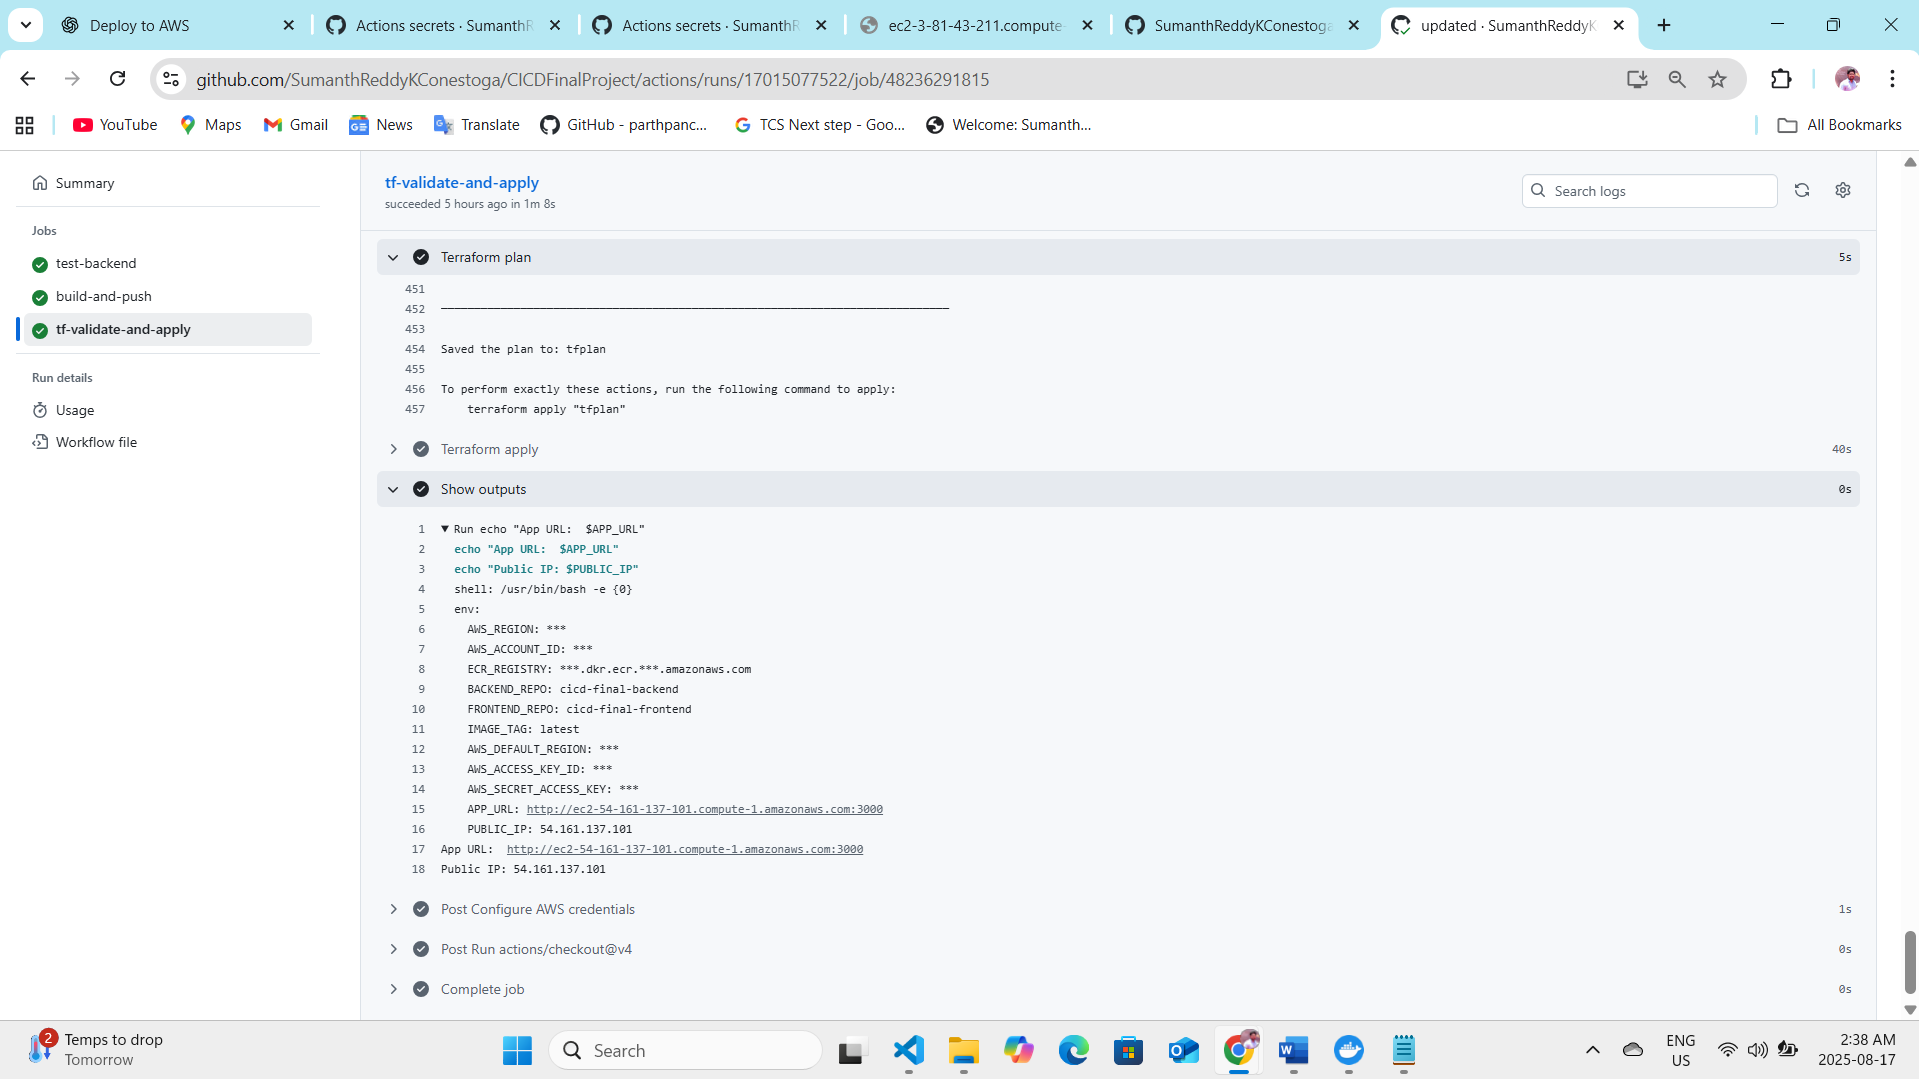 Deploy to AWS
Actions secrets · SumanthR
Actions secrets · SumanthR
ec2-3-81-43-211.compute-
SumanthReddyKConestoga
updated · SumanthReddyK
github.com/SumanthReddyKConestoga/CICDFinalProject/actions/runs/17015077522/job/48236291815
YouTube
Maps
Gmail
News
Translate
GitHub - parthpanc...
TCS Next step - Goo...
Welcome: Sumanth...
All Bookmarks
Summary
Jobs
test-backend
build-and-push
tf-validate-and-apply
Run details
Usage
Workflow file
tf-validate-and-apply
succeeded 5 hours ago in 1m 8s
Search logs
Terraform plan 5s
451
452 ─────────────────────────────────────────────────────────────────────────────
453
454 Saved the plan to: tfplan
455
456 To perform exactly these actions, run the following command to apply:
457 terraform apply "tfplan"
Terraform apply 40s
Show outputs 0s
1 ▼ Run echo "App URL:  $APP_URL"
2 echo "App URL:  $APP_URL"
3 echo "Public IP: $PUBLIC_IP"
4 shell: /usr/bin/bash -e {0}
5 env:
6 AWS_REGION: ***
7 AWS_ACCOUNT_ID: ***
8 ECR_REGISTRY: ***.dkr.ecr.***.amazonaws.com
9 BACKEND_REPO: cicd-final-backend
10 FRONTEND_REPO: cicd-final-frontend
11 IMAGE_TAG: latest
12 AWS_DEFAULT_REGION: ***
13 AWS_ACCESS_KEY_ID: ***
14 AWS_SECRET_ACCESS_KEY: ***
15 APP_URL: http://ec2-54-161-137-101.compute-1.amazonaws.com:3000
16 PUBLIC_IP: 54.161.137.101
17 App URL:  http://ec2-54-161-137-101.compute-1.amazonaws.com:3000
18 Public IP: 54.161.137.101
Post Configure AWS credentials 1s
Post Run actions/checkout@v4 0s
Complete job 0s
2
Temps to drop
Tomorrow
Search
ENG
US
2:38 AM
2025-08-17